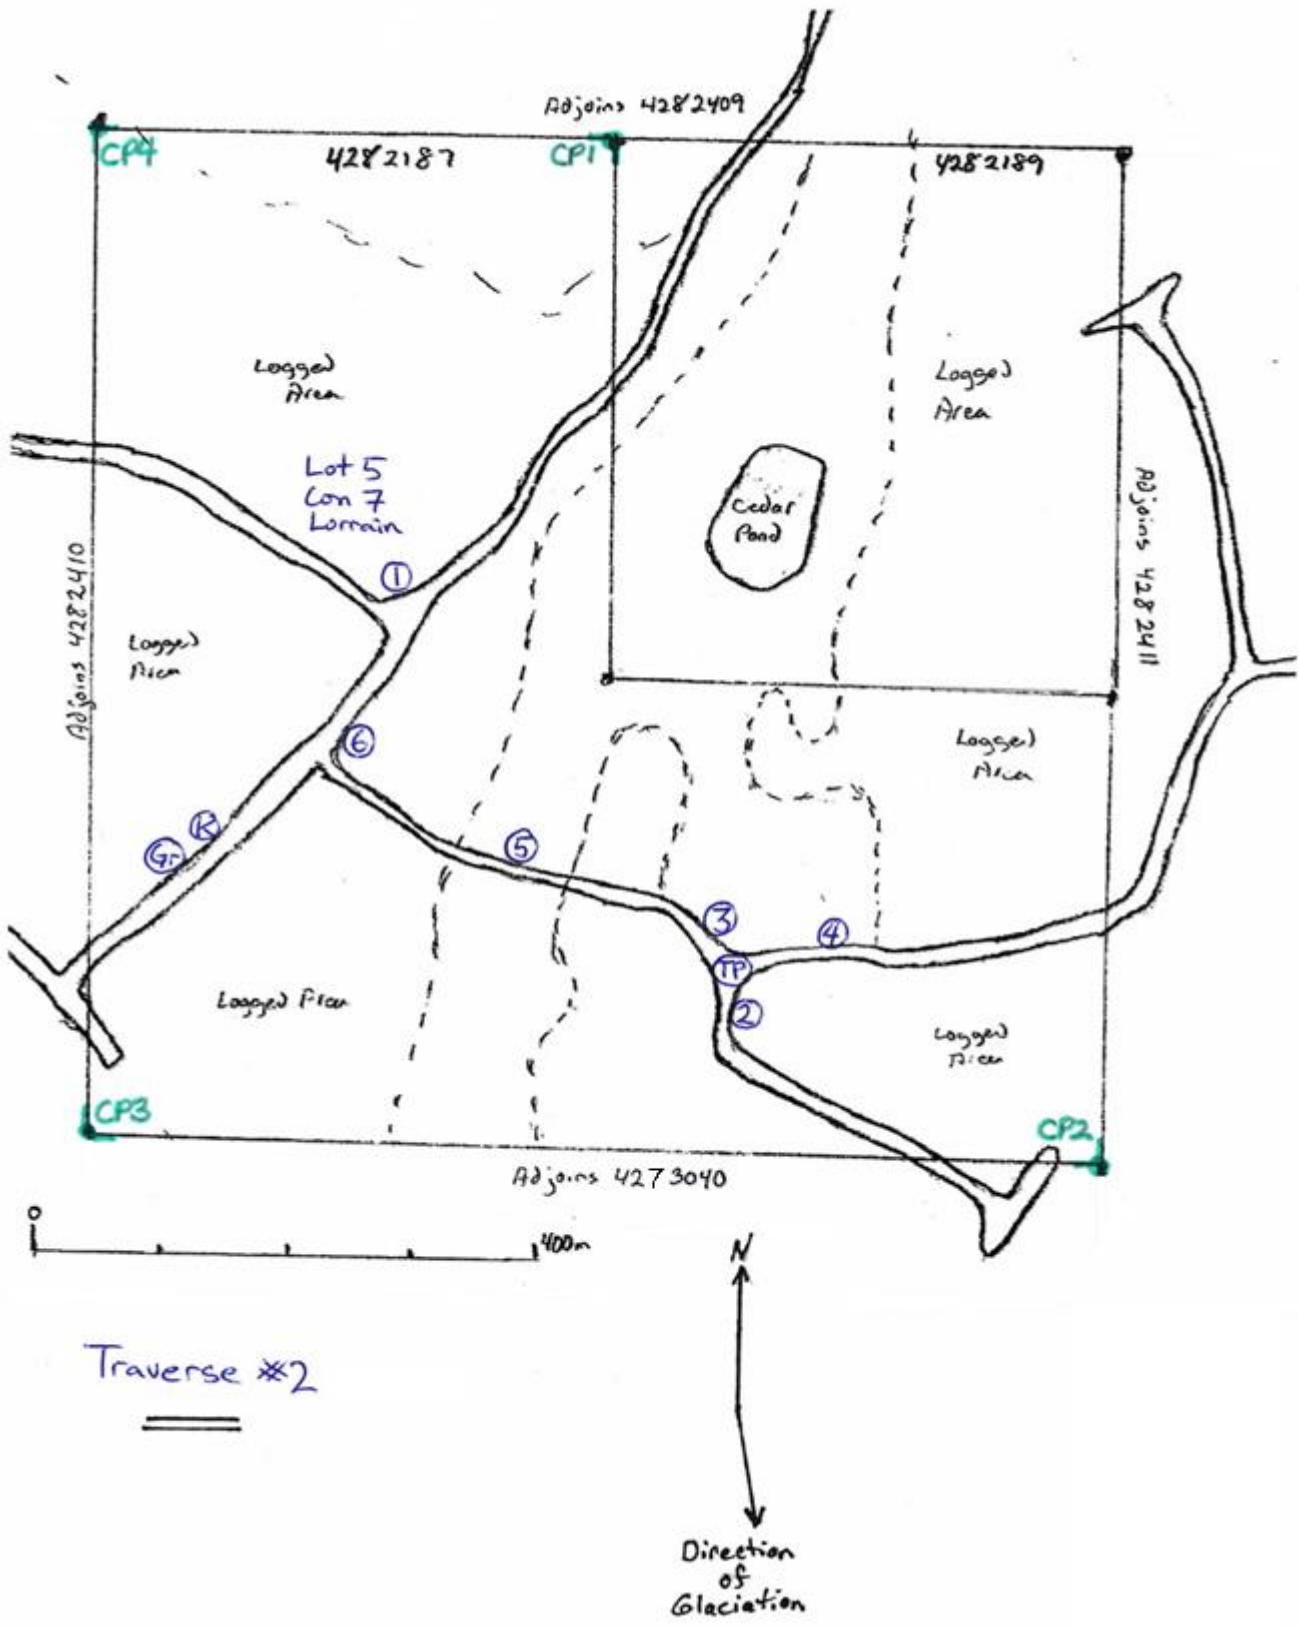 Adjoins 4282409
CP4
4282187
CP1
4282189
Logged
Area
Logged
Area
Lot 5
Con 7
Lorrain
Cedar
Pond
Adjoins 4282411
1
Adjoins 4282410
Logged
Area
6
Logged
Area
K
Gr
5
3
4
TP
2
Logged Area
Logged
Area
CP3
CP2
Adjoins 4273040
0
400m
N
Traverse #2
Direction
of
Glaciation